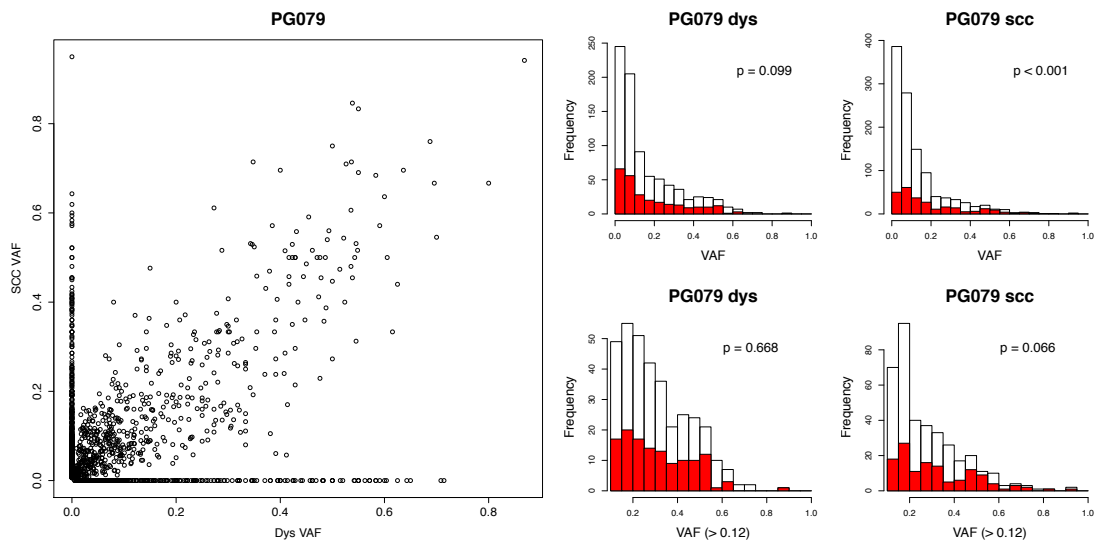 PG079
SCC VAF
0.0 0.2 0.4 0.6 0.8
0.0 0.2 0.4 0.6 0.8
Dys VAF
PG079 dys
p = 0.099
Frequency
0 50 100 150 200 250
0.0 0.2 0.4 0.6 0.8 1.0
VAF
PG079 scc
p < 0.001
Frequency
0 100 200 300 400
0.0 0.2 0.4 0.6 0.8 1.0
VAF
PG079 dys
p = 0.668
Frequency
0 10 20 30 40 50
0.2 0.4 0.6 0.8 1.0
VAF (> 0.12)
PG079 scc
p = 0.066
Frequency
0 20 40 60 80
0.2 0.4 0.6 0.8 1.0
VAF (> 0.12)